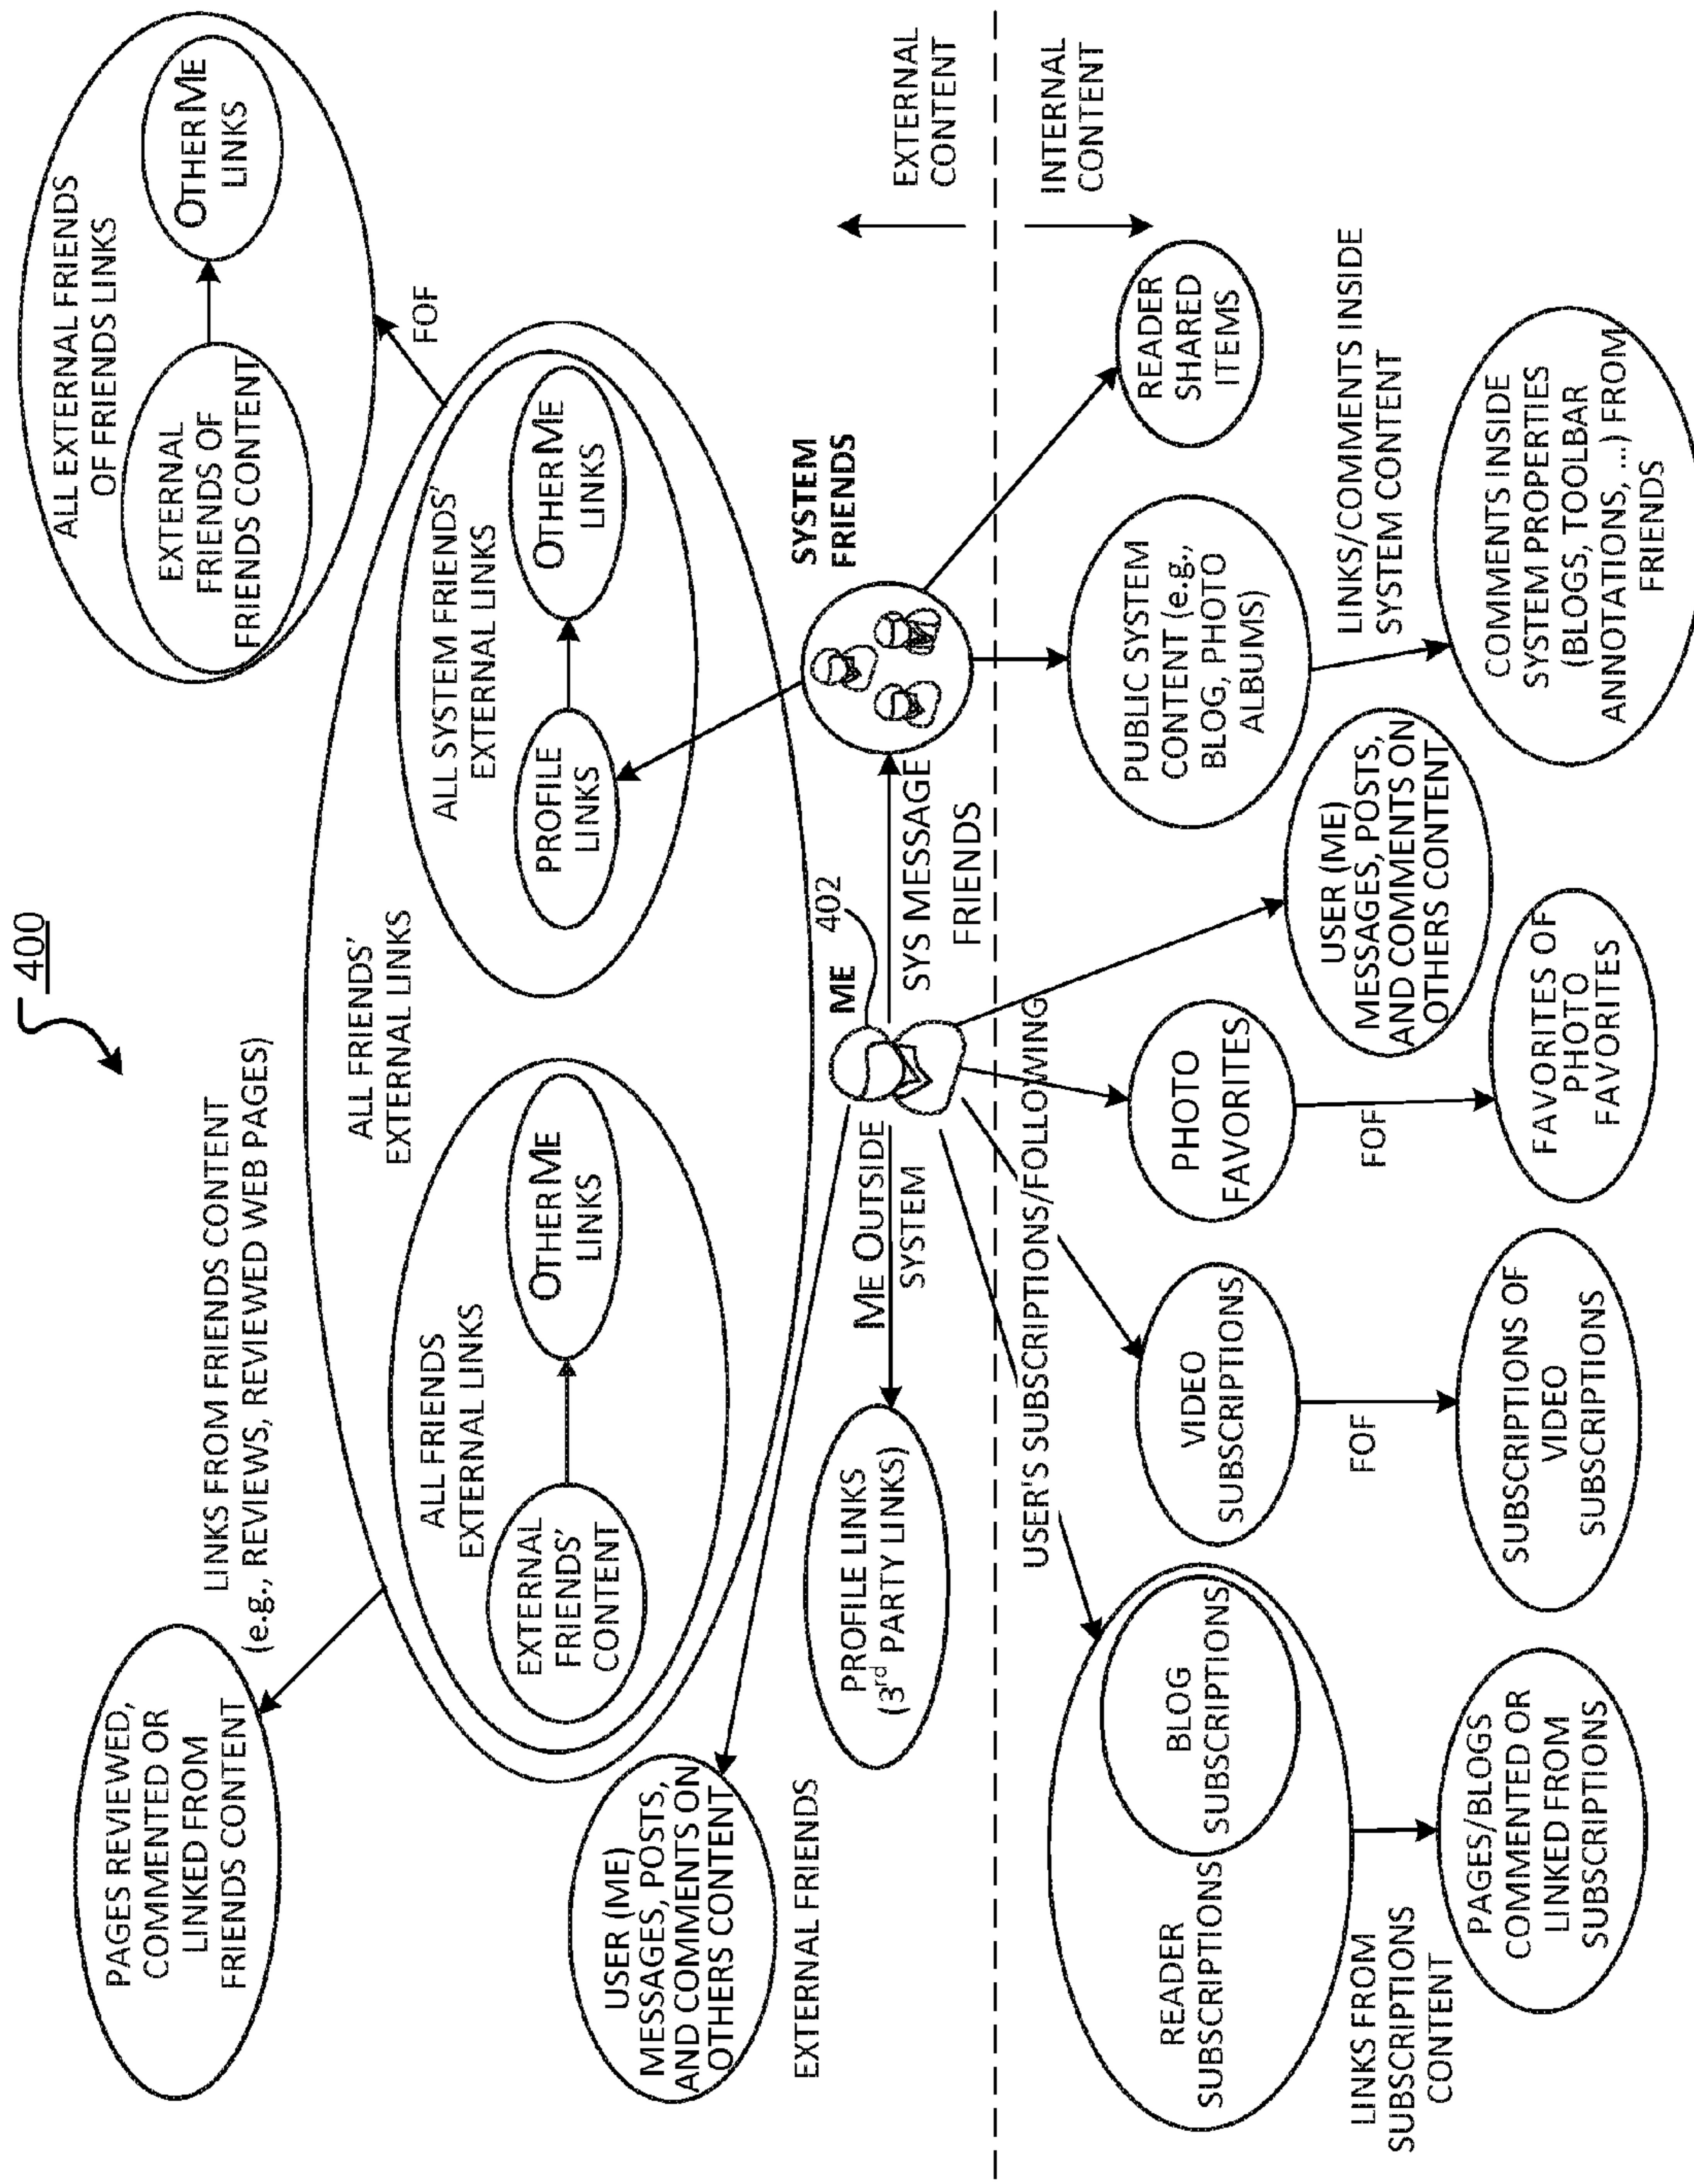 400
LINKS FROM FRIENDS CONTENT
(e.g., REVIEWS, REVIEWED WEB PAGES)
PAGES REVIEWED,
COMMENTED OR
LINKED FROM
FRIENDS CONTENT
ALL EXTERNAL FRIENDS
OF FRIENDS LINKS
EXTERNAL
FRIENDS OF
FRIENDS CONTENT
OTHER ME
LINKS
FOF
ALL FRIENDS'
EXTERNAL LINKS
ALL FRIENDS
EXTERNAL LINKS
EXTERNAL
FRIENDS'
CONTENT
OTHER ME
LINKS
ALL SYSTEM FRIENDS'
EXTERNAL LINKS
PROFILE
LINKS
OTHER ME
LINKS
USER (ME)
MESSAGES, POSTS,
AND COMMENTS ON
OTHERS CONTENT
EXTERNAL FRIENDS
PROFILE LINKS
(3rd PARTY LINKS)
ME OUTSIDE
SYSTEM
ME
402
SYS MESSAGE
FRIENDS
SYSTEM
FRIENDS
EXTERNAL
CONTENT
INTERNAL
CONTENT
USER'S SUBSCRIPTIONS/FOLLOWING
READER
SUBSCRIPTIONS
BLOG
SUBSCRIPTIONS
VIDEO
SUBSCRIPTIONS
PHOTO
FAVORITES
USER (ME)
MESSAGES, POSTS,
AND COMMENTS ON
OTHERS CONTENT
PUBLIC SYSTEM
CONTENT (e.g.,
BLOG, PHOTO
ALBUMS)
READER
SHARED
ITEMS
LINKS FROM
SUBSCRIPTIONS
CONTENT
FOF
FOF
LINKS/COMMENTS INSIDE
SYSTEM CONTENT
PAGES/BLOGS
COMMENTED OR
LINKED FROM
SUBSCRIPTIONS
SUBSCRIPTIONS OF
VIDEO
SUBSCRIPTIONS
FAVORITES OF
PHOTO
FAVORITES
COMMENTS INSIDE
SYSTEM PROPERTIES
(BLOGS, TOOLBAR
ANNOTATIONS, ...) FROM
FRIENDS